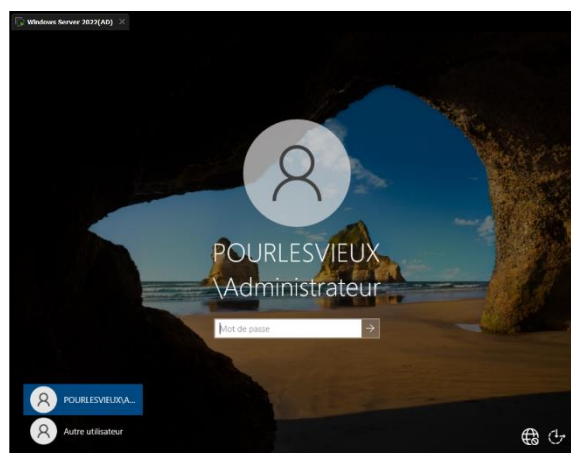 Windows Server 2022(AD)
POURLESVIEUX
\Administrateur
Mot de passe
POURLESVIEUX\A...
Autre utilisateur